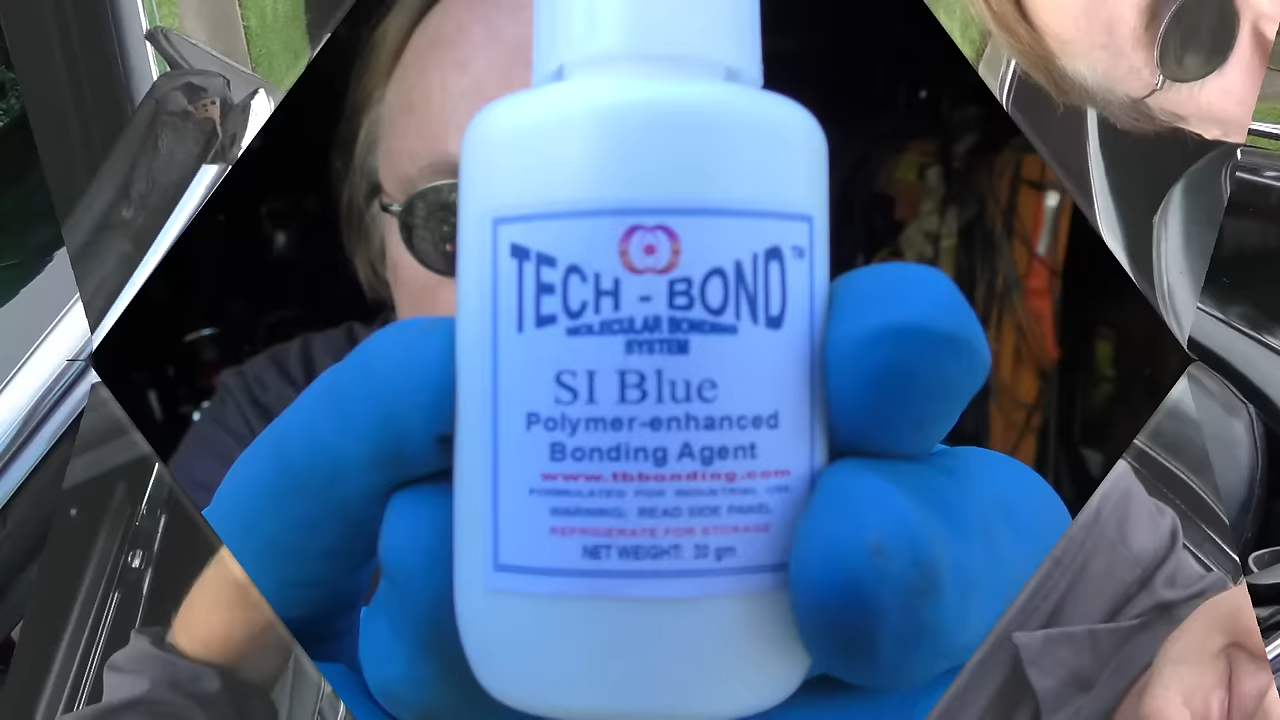 TECH - BOND™
MOLECULAR BONDING
SYSTEM
SI Blue
Polymer-enhanced
Bonding Agent
www.tbbonding.com
FORMULATED FOR INDUSTRIAL USE
WARNING: READ SIDE PANEL
REFRIGERATE FOR STORAGE
NET WEIGHT: 20 gm